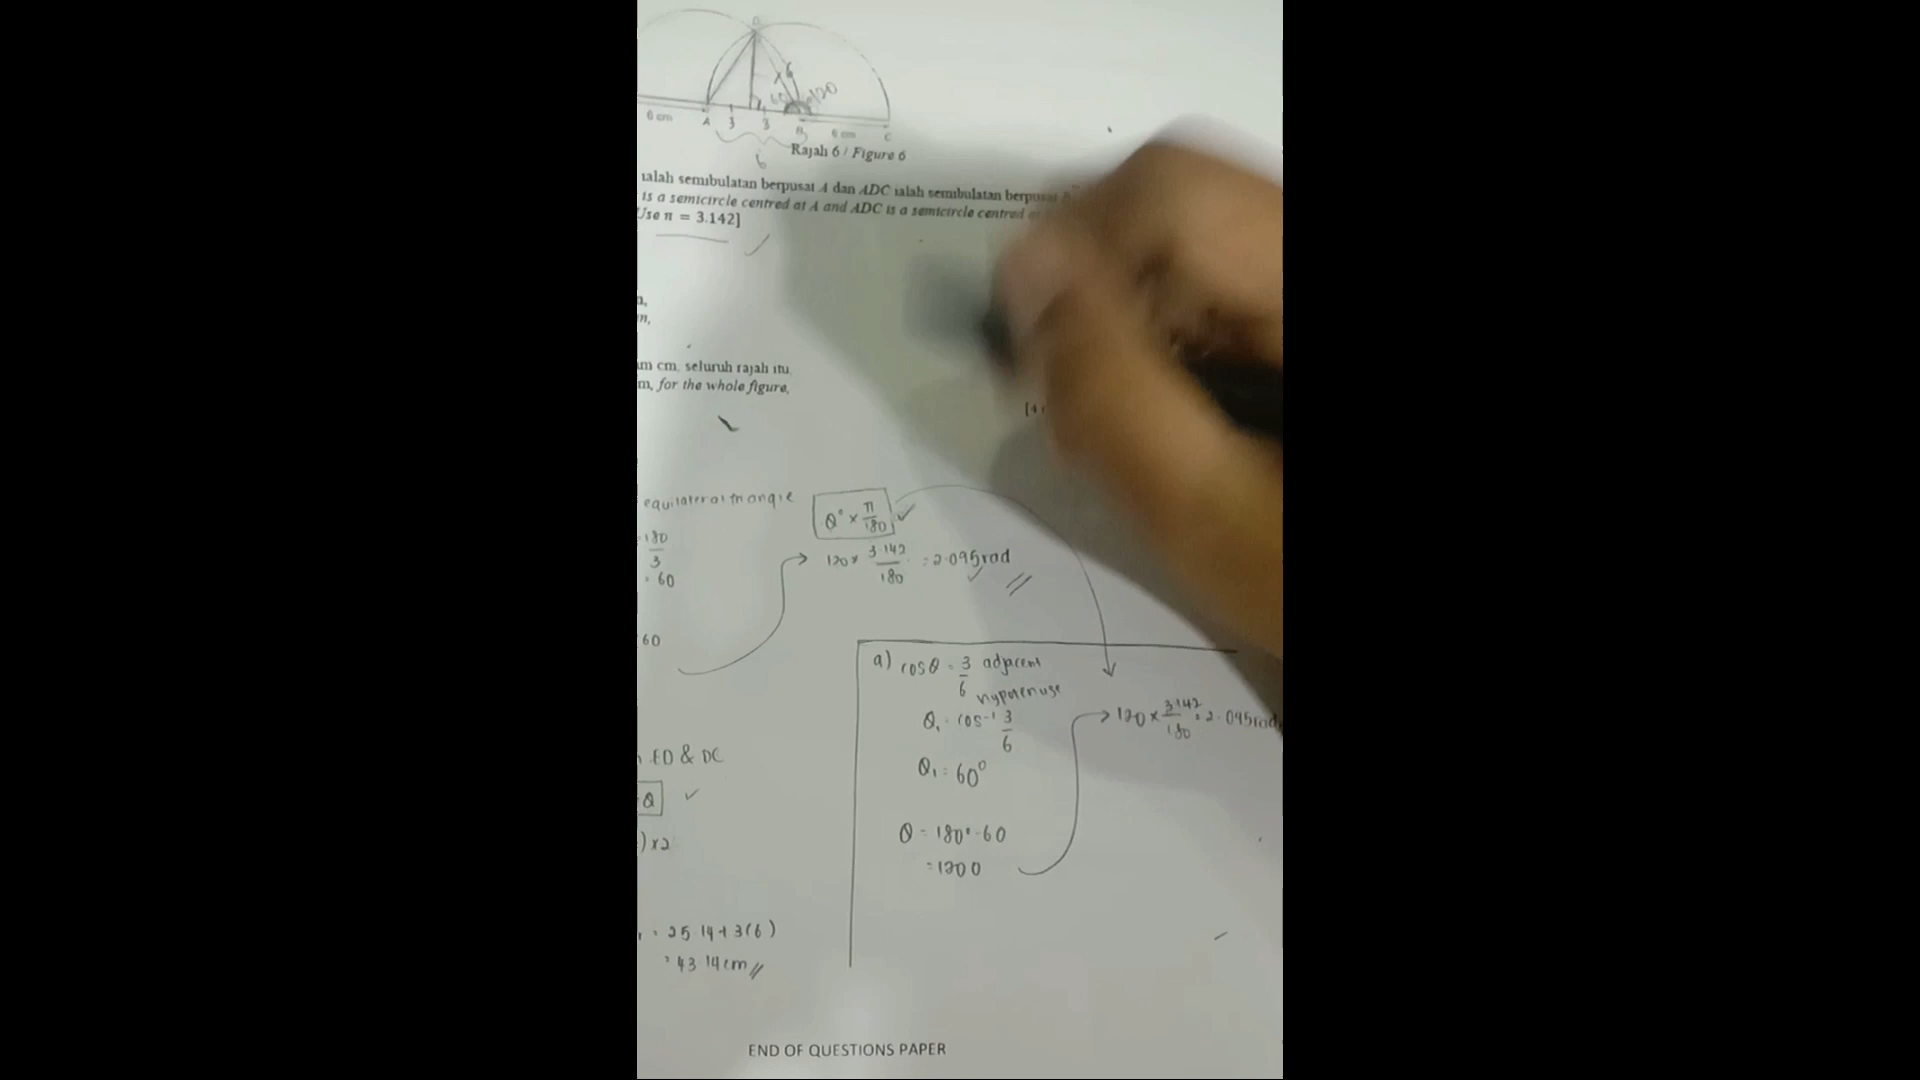 D
6
60
120
6 cm
A
3
3
B
6 cm
C
6
Rajah 6 / Figure 6
ialah semibulatan berpusat A dan ADC ialah semibulatan berpusat
is a semicircle centred at A and ADC is a semicircle centred
Use π = 3.142]
n,
n,
m cm, seluruh rajah itu.
m, for the whole figure,
[4
equilateral triangle
180
3
= 60
60
θ° × π
180
120 × 3.142
180
= 2.095rad
a) cos θ = 3 adjacent
6 hypotenuse
θ₁ = cos⁻¹ 3
6
θ₁ = 60°
θ = 180° - 60
= 120°
120 × 3.142
180
= 2.095rad
ED & DC
θ
) x2
= 25.14 + 3(6)
= 43.14cm //
END OF QUESTIONS PAPER